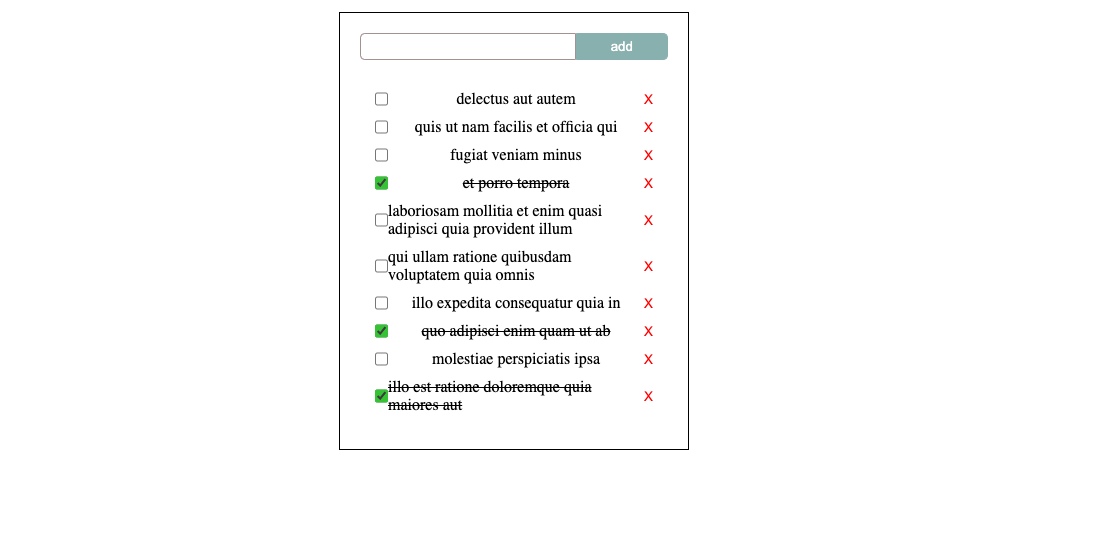 add
delectus aut autem X
quis ut nam facilis et officia qui X
fugiat veniam minus X
et porro tempora X
laboriosam mollitia et enim quasi
adipisci quia provident illum X
qui ullam ratione quibusdam
voluptatem quia omnis X
illo expedita consequatur quia in X
quo adipisci enim quam ut ab X
molestiae perspiciatis ipsa X
illo est ratione doloremque quia
maiores aut X